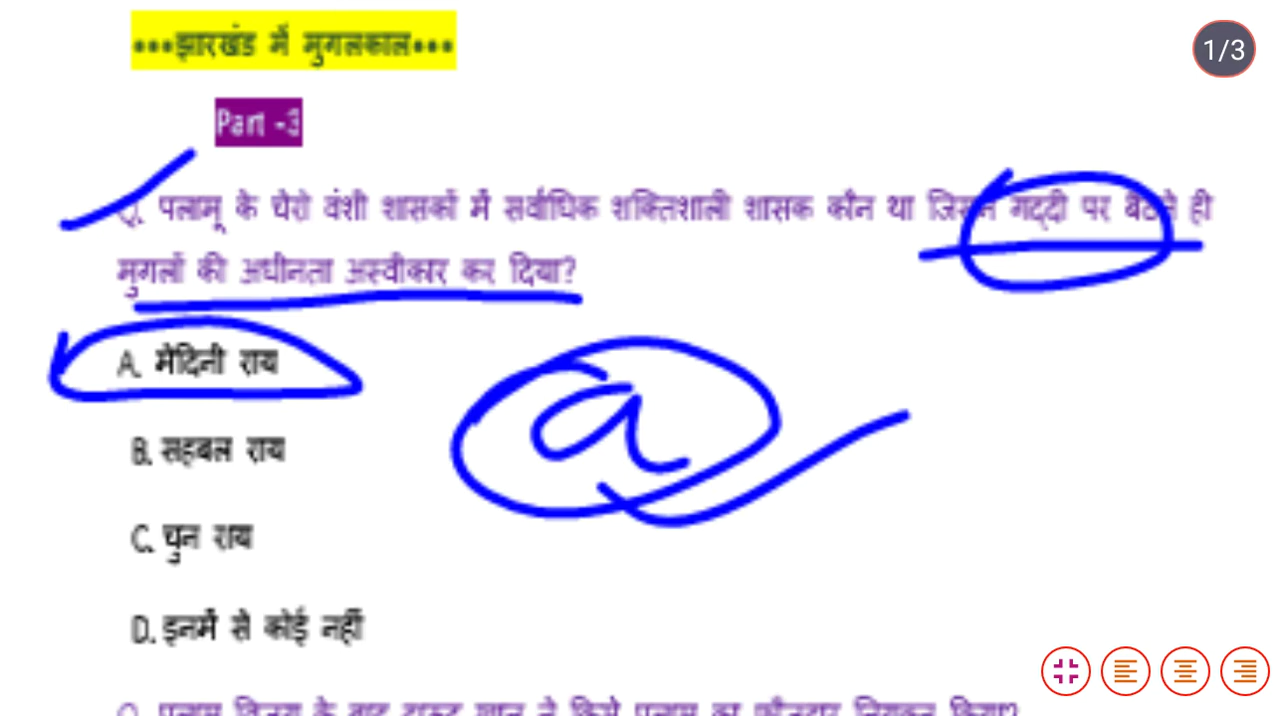 •••झारखंड में मुगलकाल•••
1/3
Part -3
Q. पलामू के चेरो वंशी शासकों में सर्वाधिक शक्तिशाली शासक कौन था जिसने गद्दी पर बैठते ही
मुगलों की अधीनता अस्वीकार कर दिया?
A. मेदिनी राय
B. सहबल राय
a
C. चुन राय
D. इनमें से कोई नहीं